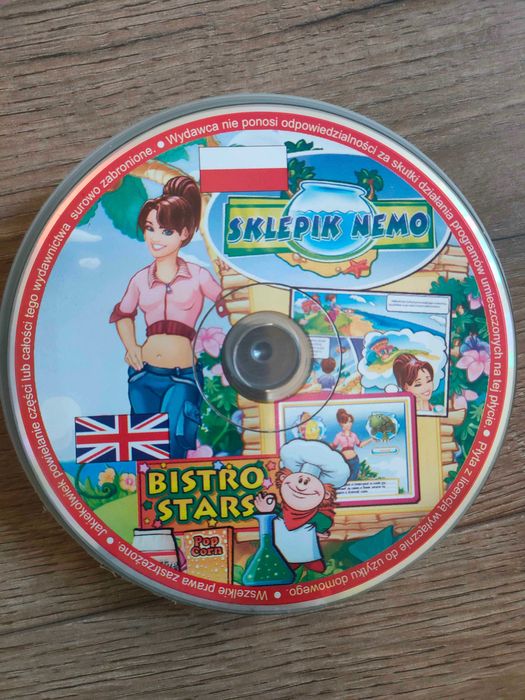 Wszelkie prawa zastrzeżone. • Jakiekolwiek powielanie części lub całości tego wydawnictwa surowo zabronione. • Wydawca nie ponosi odpowiedzialności za skutki działania programów umieszczonych na tej płycie. • Płyta z licencją wyłącznie do użytku domowego. •
SKLEPIK NEMO
BISTRO
STARS
Pop
Corn